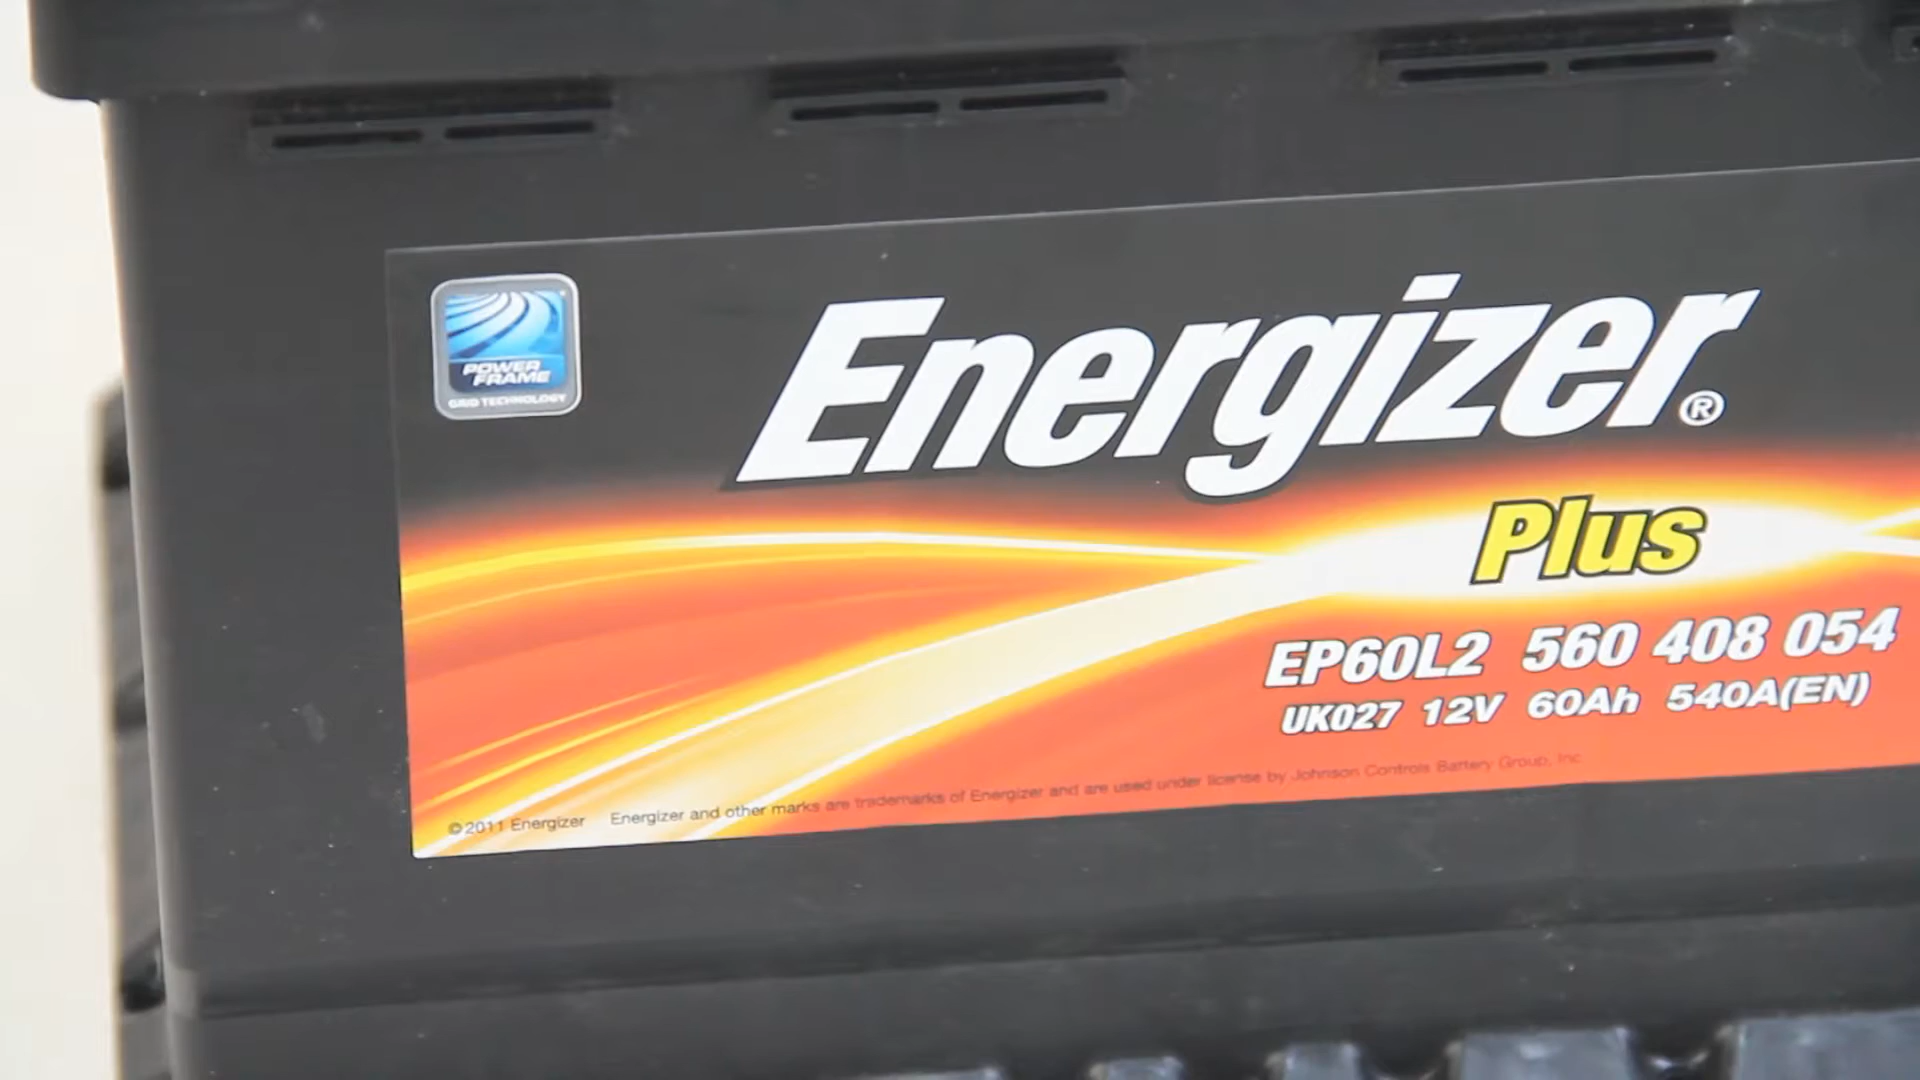 POWER
FRAME
GRID TECHNOLOGY
Energizer®
Plus
EP60L2 560 408 054
UK027 12V 60Ah 540A(EN)
©2011 Energizer Energizer and other marks are trademarks of Energizer and are used under license by Johnson Controls Battery Group, Inc.